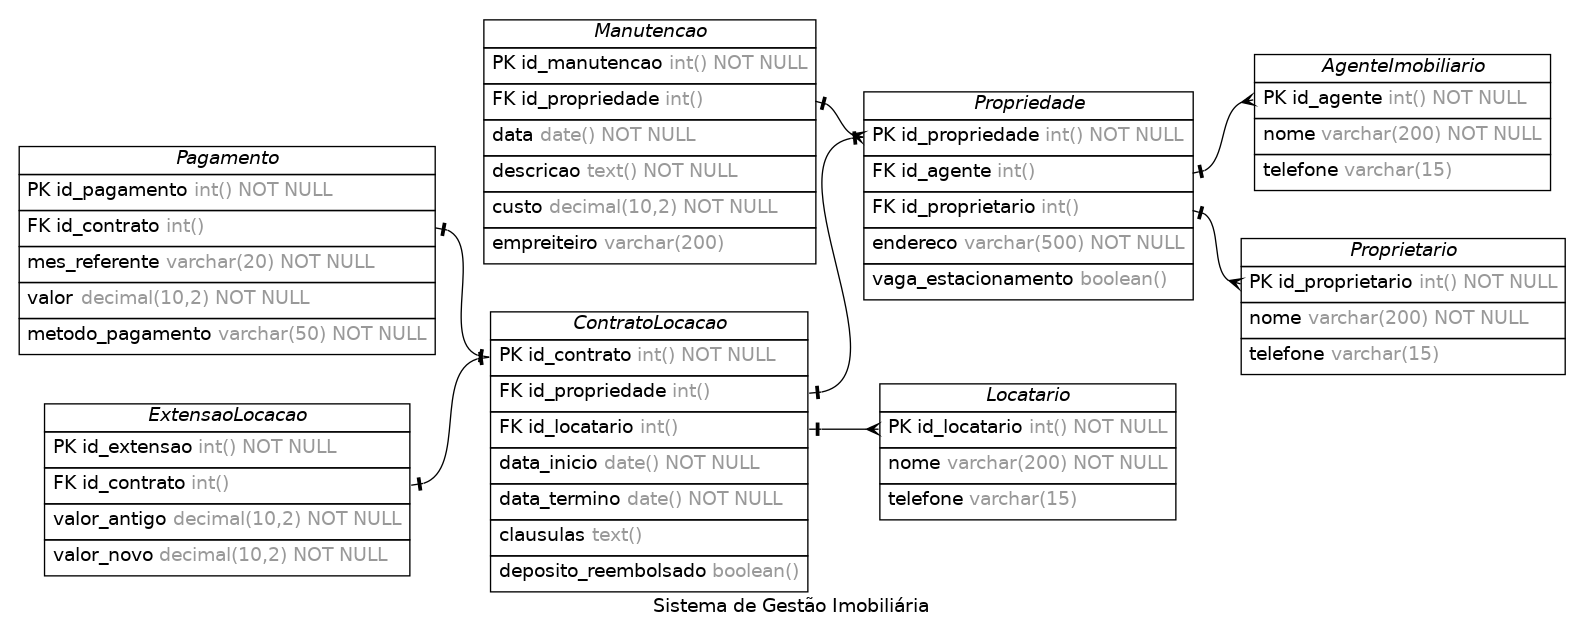 Manutencao
PK id_manutencao int() NOT NULL
FK id_propriedade int()
data date() NOT NULL
descricao text() NOT NULL
custo decimal(10,2) NOT NULL
empreiteiro varchar(200)
Propriedade
PK id_propriedade int() NOT NULL
FK id_agente int()
FK id_proprietario int()
endereco varchar(500) NOT NULL
vaga_estacionamento boolean()
AgenteImobiliario
PK id_agente int() NOT NULL
nome varchar(200) NOT NULL
telefone varchar(15)
Pagamento
PK id_pagamento int() NOT NULL
FK id_contrato int()
mes_referente varchar(20) NOT NULL
valor decimal(10,2) NOT NULL
metodo_pagamento varchar(50) NOT NULL
Proprietario
PK id_proprietario int() NOT NULL
nome varchar(200) NOT NULL
telefone varchar(15)
ContratoLocacao
PK id_contrato int() NOT NULL
FK id_propriedade int()
FK id_locatario int()
data_inicio date() NOT NULL
data_termino date() NOT NULL
clausulas text()
deposito_reembolsado boolean()
ExtensaoLocacao
PK id_extensao int() NOT NULL
FK id_contrato int()
valor_antigo decimal(10,2) NOT NULL
valor_novo decimal(10,2) NOT NULL
Locatario
PK id_locatario int() NOT NULL
nome varchar(200) NOT NULL
telefone varchar(15)
Sistema de Gestão Imobiliária